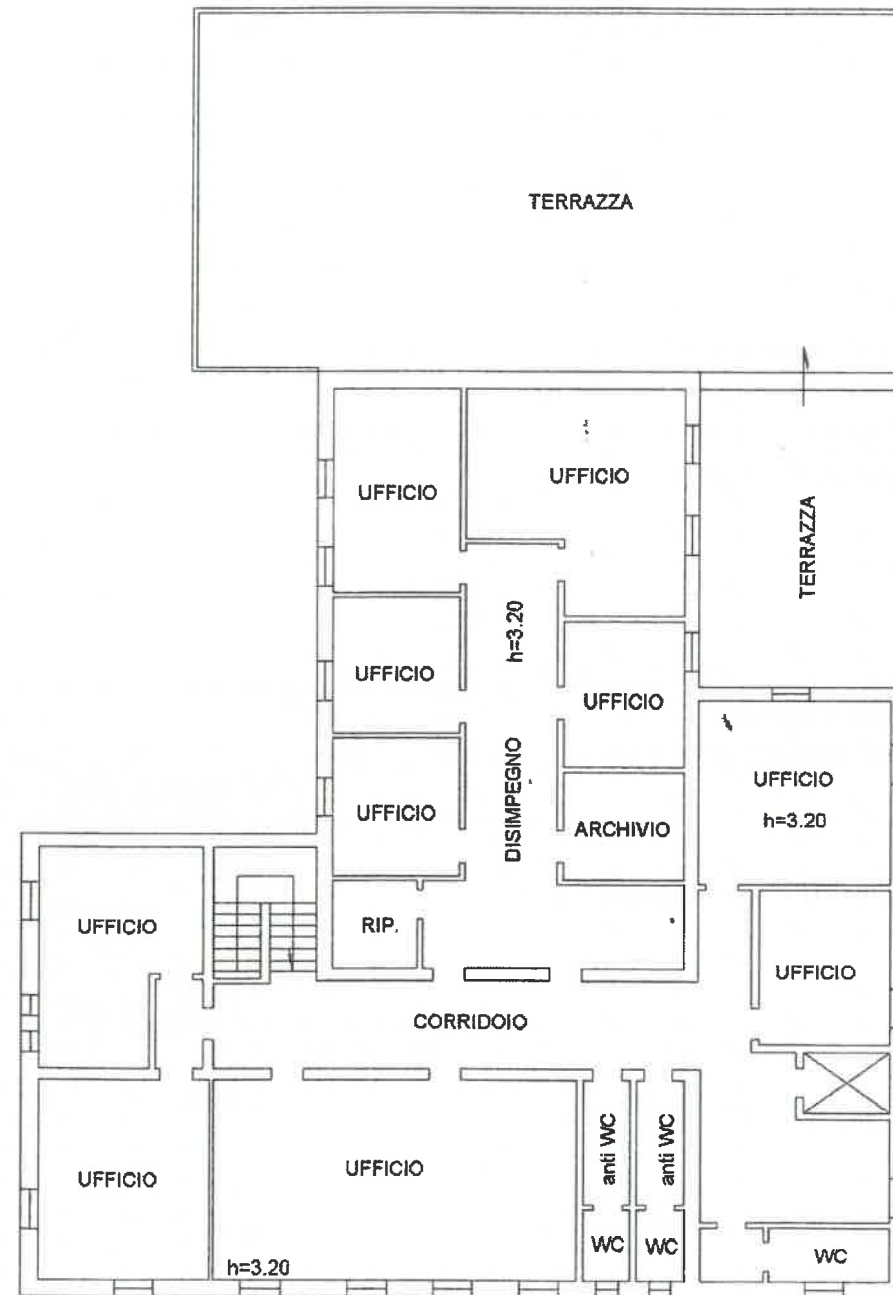 TERRAZZA
UFFICIO
UFFICIO
TERRAZZA
h=3.20
UFFICIO
UFFICIO
DISIMPEGNO
UFFICIO
h=3.20
UFFICIO
ARCHIVIO
UFFICIO
RIP.
UFFICIO
CORRIDOIO
UFFICIO
UFFICIO
anti WC
anti WC
WC
WC
WC
h=3.20